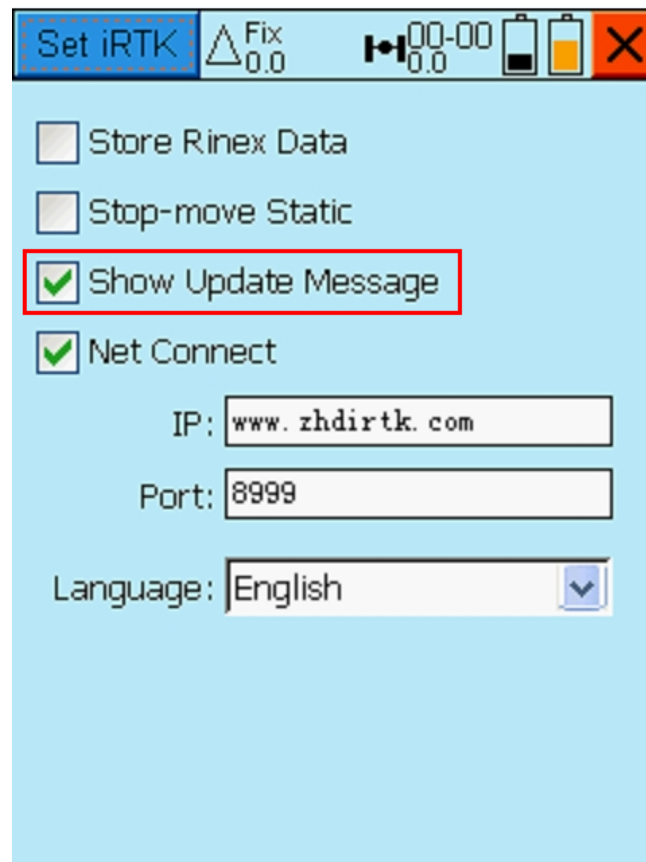 Set iRTK Fix 0.0 00-00 0.0
Store Rinex Data
Stop-move Static
Show Update Message
Net Connect
IP: www.zhdirtk.com
Port: 8999
Language: English